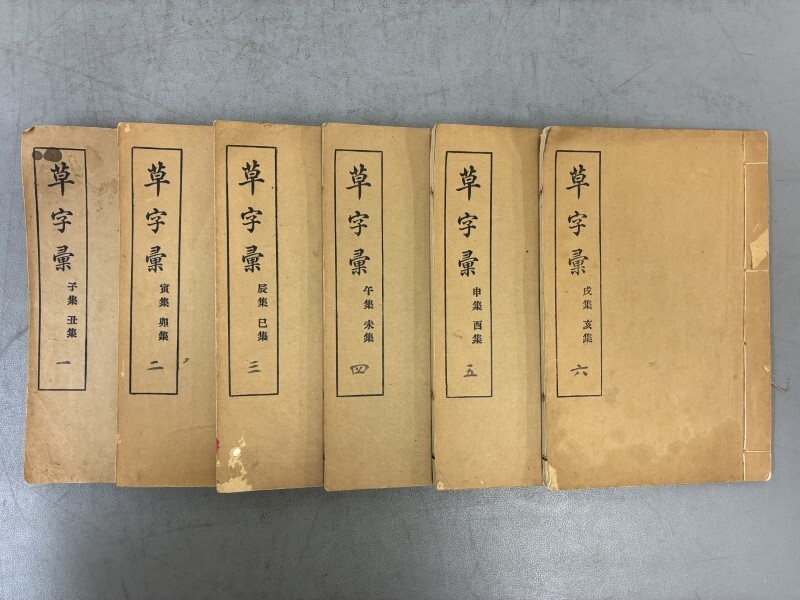 草字彙
子集 丑集
一
草字彙
寅集 卯集
二
草字彙
辰集 巳集
三
草字彙
午集 未集
四
草字彙
申集 酉集
五
草字彙
戌集 亥集
六